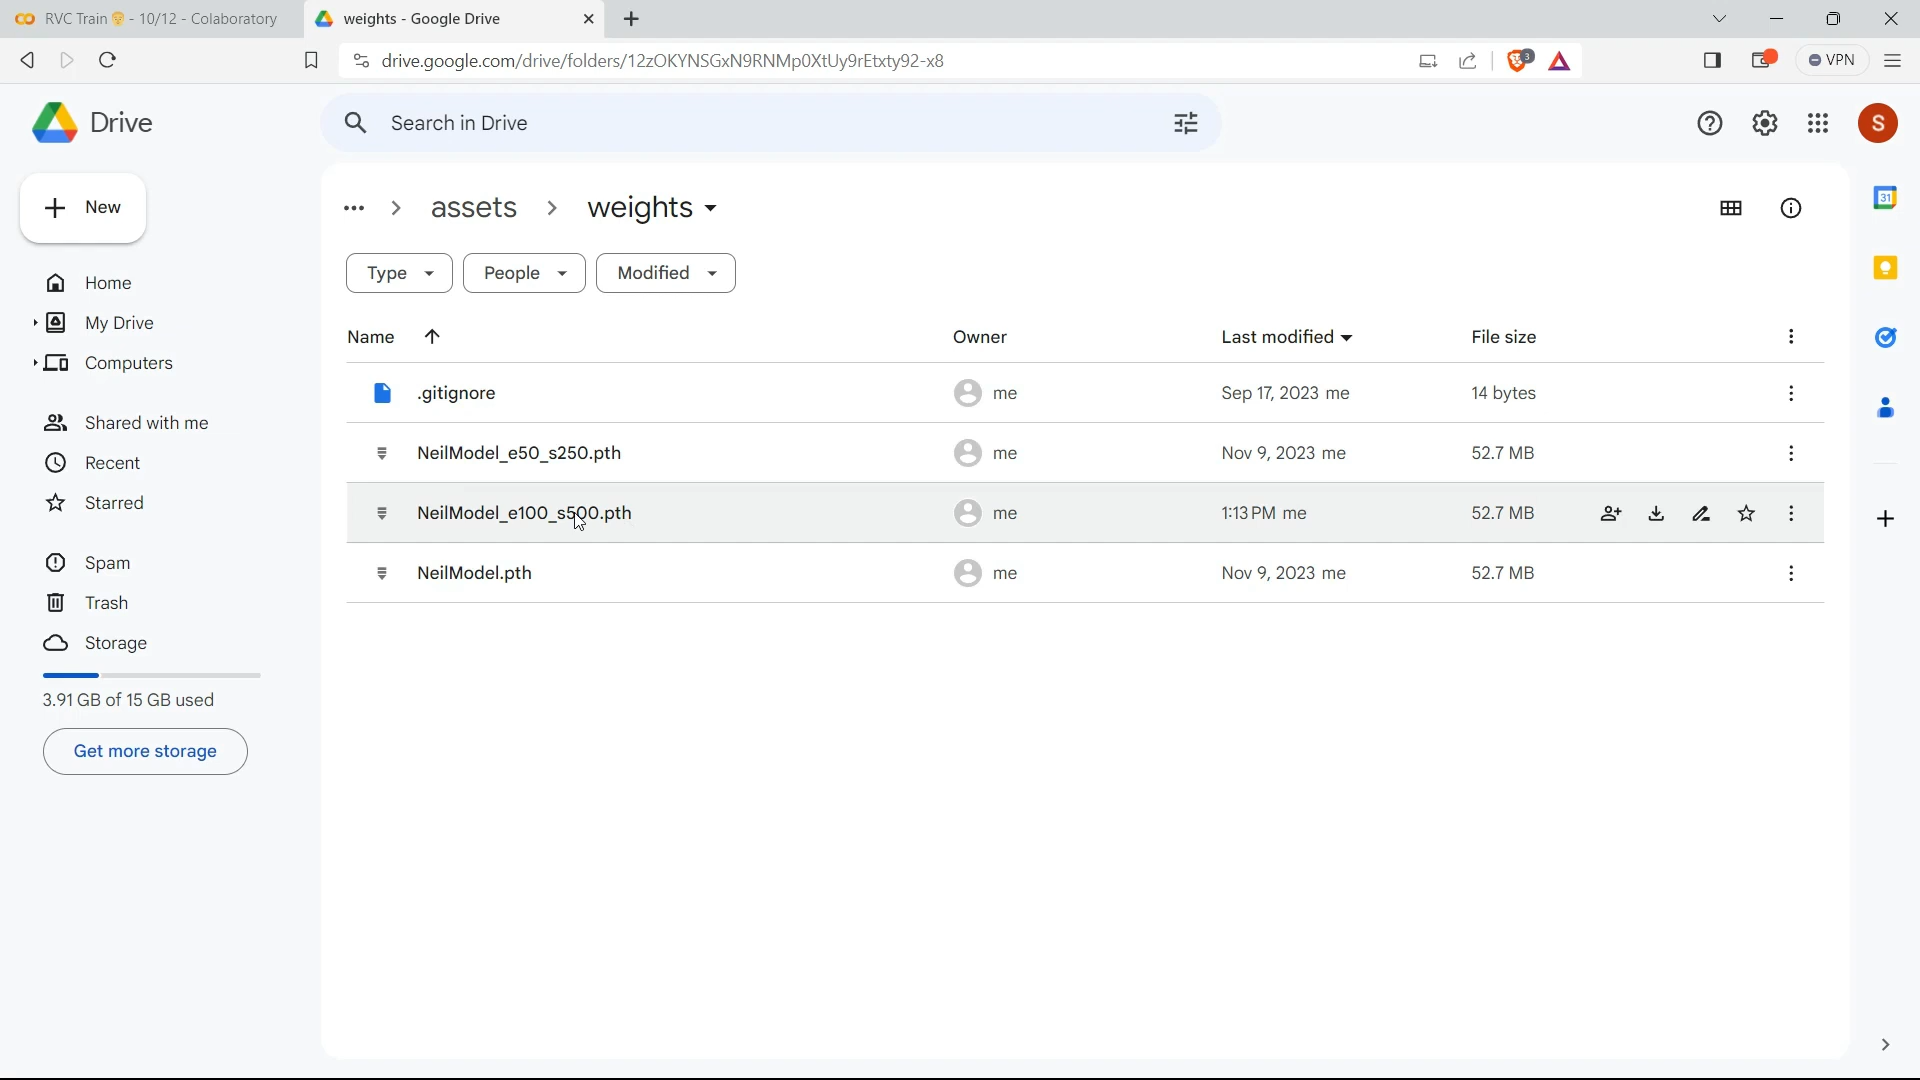 RVC Train - 10/12 - Colaboratory
weights - Google Drive
drive.google.com/drive/folders/12zOKYNSGxN9RNMp0XtUy9rEtxty92-x8
3
VPN
Drive
Search in Drive
S
New
... > assets > weights
31
Home
My Drive
Computers
Shared with me
Recent
Starred
Spam
Trash
Storage
3.91 GB of 15 GB used
Get more storage
Type
People
Modified
Name
Owner
Last modified
File size
.gitignore
me
Sep 17, 2023 me
14 bytes
NeilModel_e50_s250.pth
me
Nov 9, 2023 me
52.7 MB
NeilModel_e100_s500.pth
me
1:13 PM me
52.7 MB
NeilModel.pth
me
Nov 9, 2023 me
52.7 MB